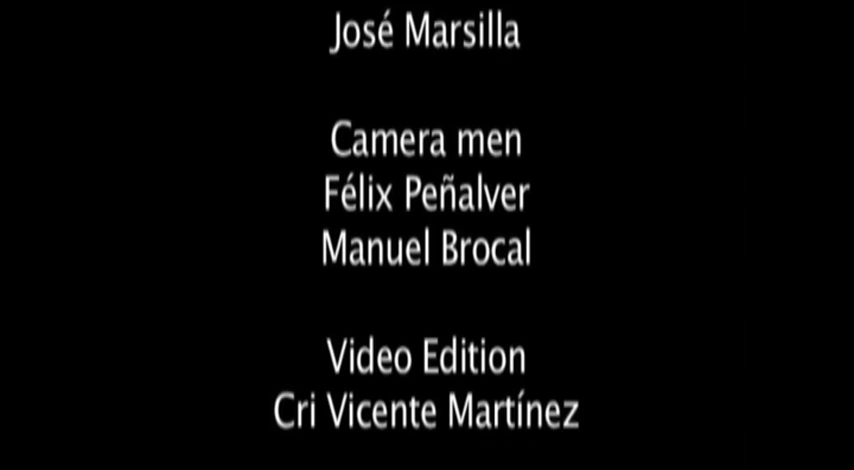 José Marsilla
Camera men
Félix Peñalver
Manuel Brocal
Video Edition
Cri Vicente Martínez